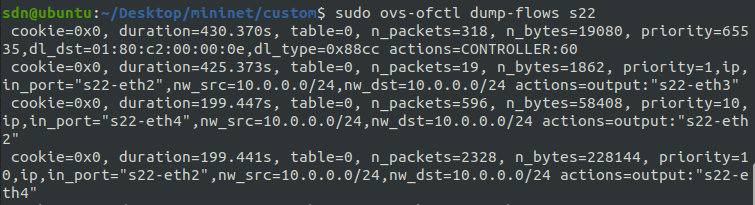 sdn@ubuntu:~/Desktop/mininet/custom$ sudo ovs-ofctl dump-flows s22
 cookie=0x0, duration=430.370s, table=0, n_packets=318, n_bytes=19080, priority=655
35,dl_dst=01:80:c2:00:00:0e,dl_type=0x88cc actions=CONTROLLER:60
 cookie=0x0, duration=425.373s, table=0, n_packets=19, n_bytes=1862, priority=1,ip,
in_port="s22-eth2",nw_src=10.0.0.0/24,nw_dst=10.0.0.0/24 actions=output:"s22-eth3"
 cookie=0x0, duration=199.447s, table=0, n_packets=596, n_bytes=58408, priority=10,
ip,in_port="s22-eth4",nw_src=10.0.0.0/24,nw_dst=10.0.0.0/24 actions=output:"s22-eth
2"
 cookie=0x0, duration=199.441s, table=0, n_packets=2328, n_bytes=228144, priority=1
0,ip,in_port="s22-eth2",nw_src=10.0.0.0/24,nw_dst=10.0.0.0/24 actions=output:"s22-e
th4"